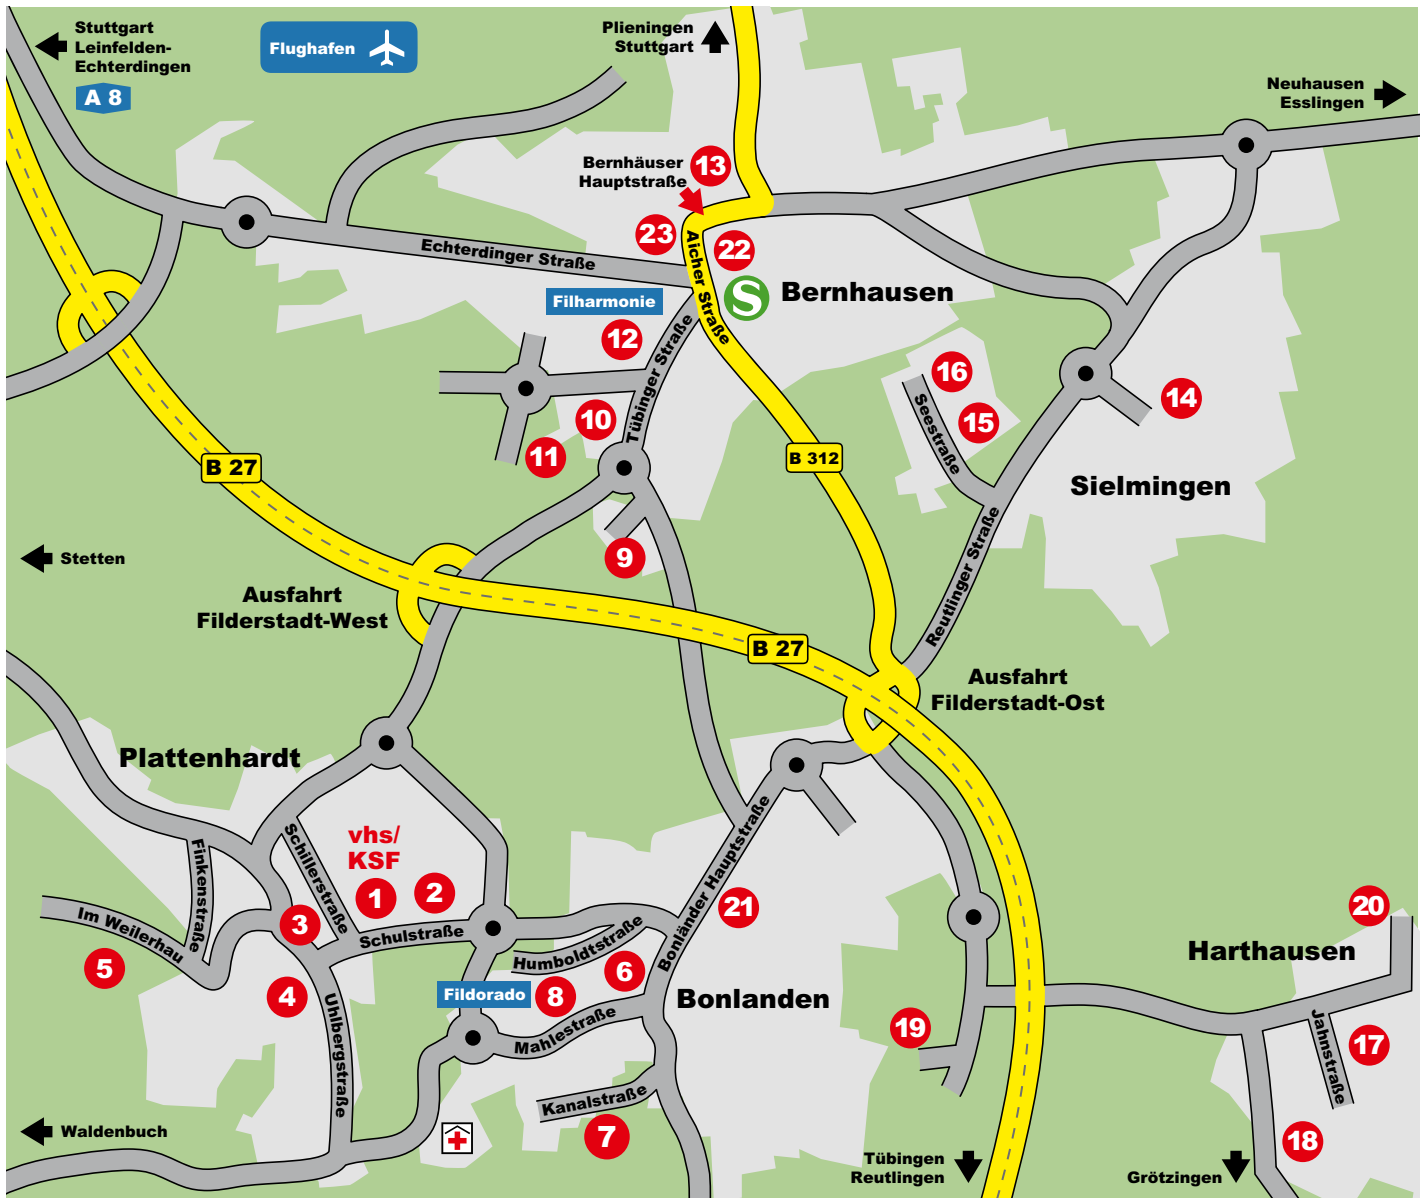 Stuttgart
Leinfelden-
Echterdingen
A 8
Flughafen
Plieningen
Stuttgart
Neuhausen
Esslingen
Bernhäuser
Hauptstraße
13
23
22
Aicher Straße
Echterdinger Straße
S
Bernhausen
Filharmonie
12
Tübinger Straße
16
15
14
Seestraße
10
11
B 27
B 312
Sielmingen
Stetten
9
Reutlinger Straße
Ausfahrt
Filderstadt-West
B 27
Ausfahrt
Filderstadt-Ost
Plattenhardt
vhs/
KSF
Schillerstraße
Finkenstraße
1
2
3
Schulstraße
Im Weilerhau
5
4
Uhlbergstraße
Humboldtstraße
Bonländer Hauptstraße
21
6
Fildorado
8
Bonlanden
Mahlestraße
Kanalstraße
7
19
20
Harthausen
Jahnstraße
17
18
Waldenbuch
Tübingen
Reutlingen
Grötzingen